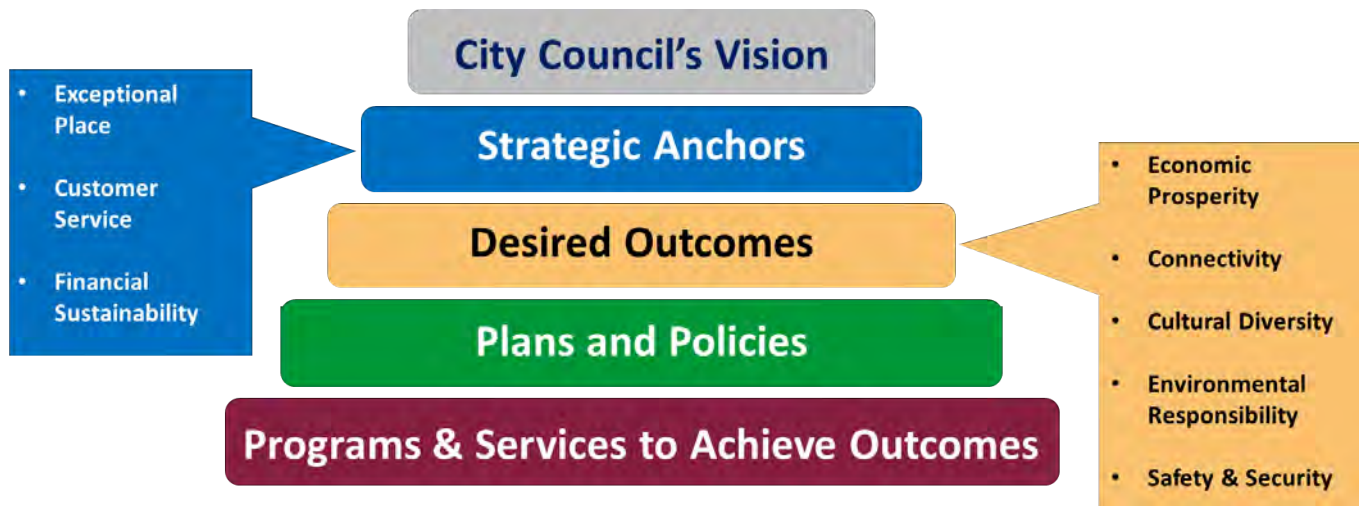 City Council's Vision
• Exceptional
Place
• Customer
Service
• Financial
Sustainability
Strategic Anchors
Desired Outcomes
• Economic
Prosperity
• Connectivity
• Cultural Diversity
• Environmental
Responsibility
• Safety & Security
Plans and Policies
Programs & Services to Achieve Outcomes